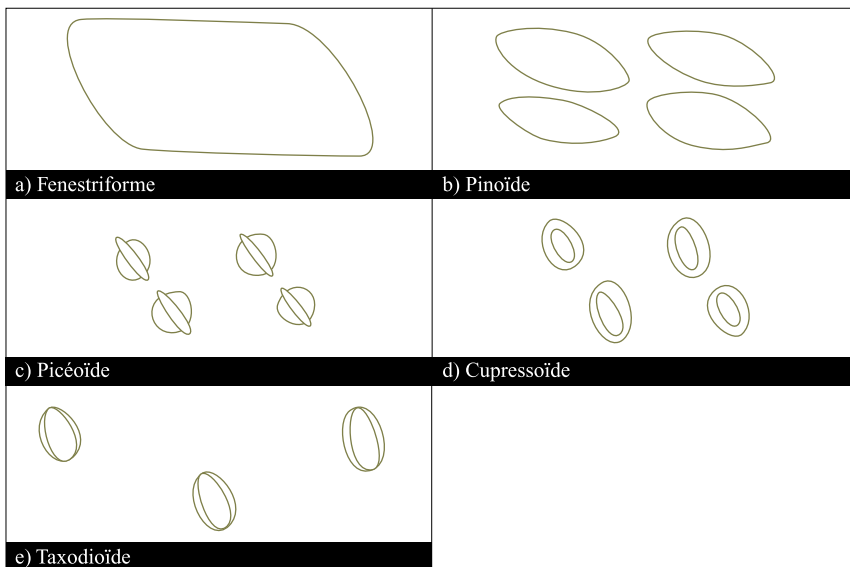 a) Fenestriforme
b) Pinoïde
c) Picéoïde
d) Cupressoïde
e) Taxodioïde